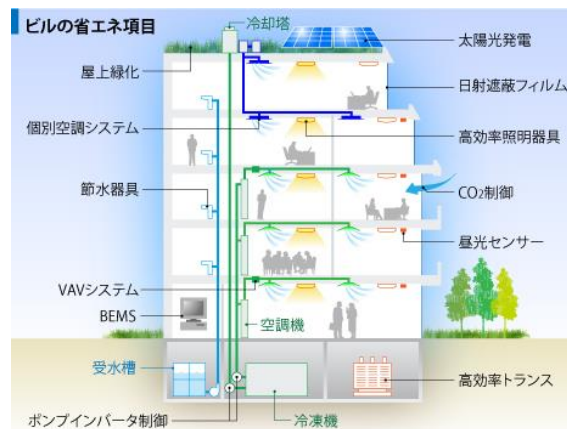 ビルの省エネ項目
冷却塔
太陽光発電
屋上緑化
日射遮蔽フィルム
個別空調システム
高効率照明器具
節水器具
CO₂制御
昼光センサー
VAVシステム
BEMS
空調機
受水槽
高効率トランス
ポンプインバータ制御
冷凍機